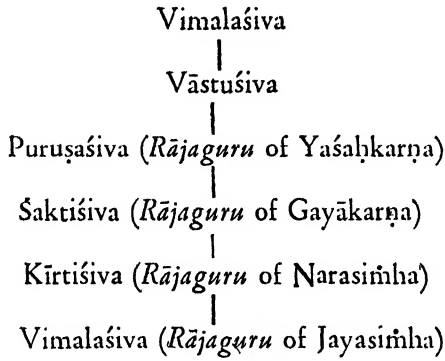 Vimalaśiva
Vāstuśiva
Puruṣaśiva (Rājaguru of Yaśaḥkarṇa)
Śaktiśiva (Rājaguru of Gayākarṇa)
Kīrtiśiva (Rājaguru of Narasiṁha)
Vimalaśiva (Rājaguru of Jayasiṁha)